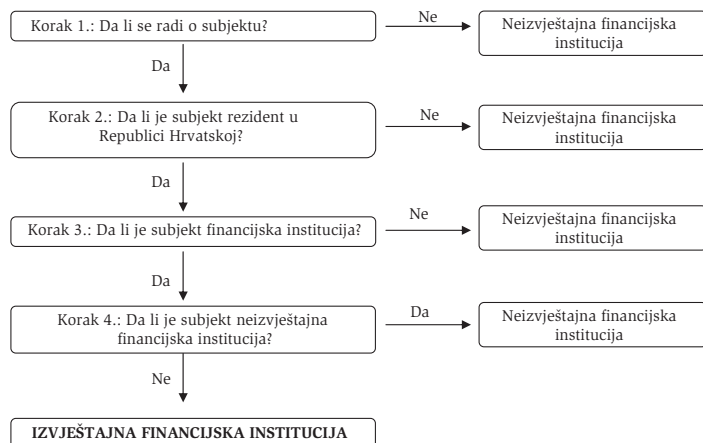 Korak 1.: Da li se radi o subjektu?
Ne
Neizvještajna financijska
institucija
Da
Korak 2.: Da li je subjekt rezident u
Republici Hrvatskoj?
Ne
Neizvještajna financijska
institucija
Da
Korak 3.: Da li je subjekt financijska institucija?
Ne
Neizvještajna financijska
institucija
Da
Korak 4.: Da li je subjekt neizvještajna
financijska institucija?
Da
Neizvještajna financijska
institucija
Ne
IZVJEŠTAJNA FINANCIJSKA INSTITUCIJA